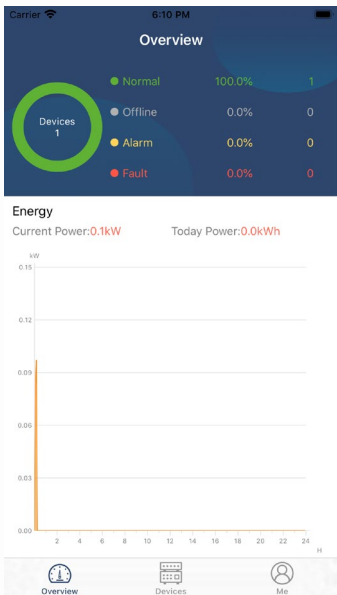 Carrier 6:10 PM
Overview
Devices
1
Normal 100.0% 1
Offline 0.0% 0
Alarm 0.0% 0
Fault 0.0% 0
Energy
Current Power:0.1kW Today Power:0.0kWh
kW
0.15
0.12
0.09
0.06
0.03
0.00
2 4 6 8 10 12 14 16 18 20 22 24
H
Overview Devices Me